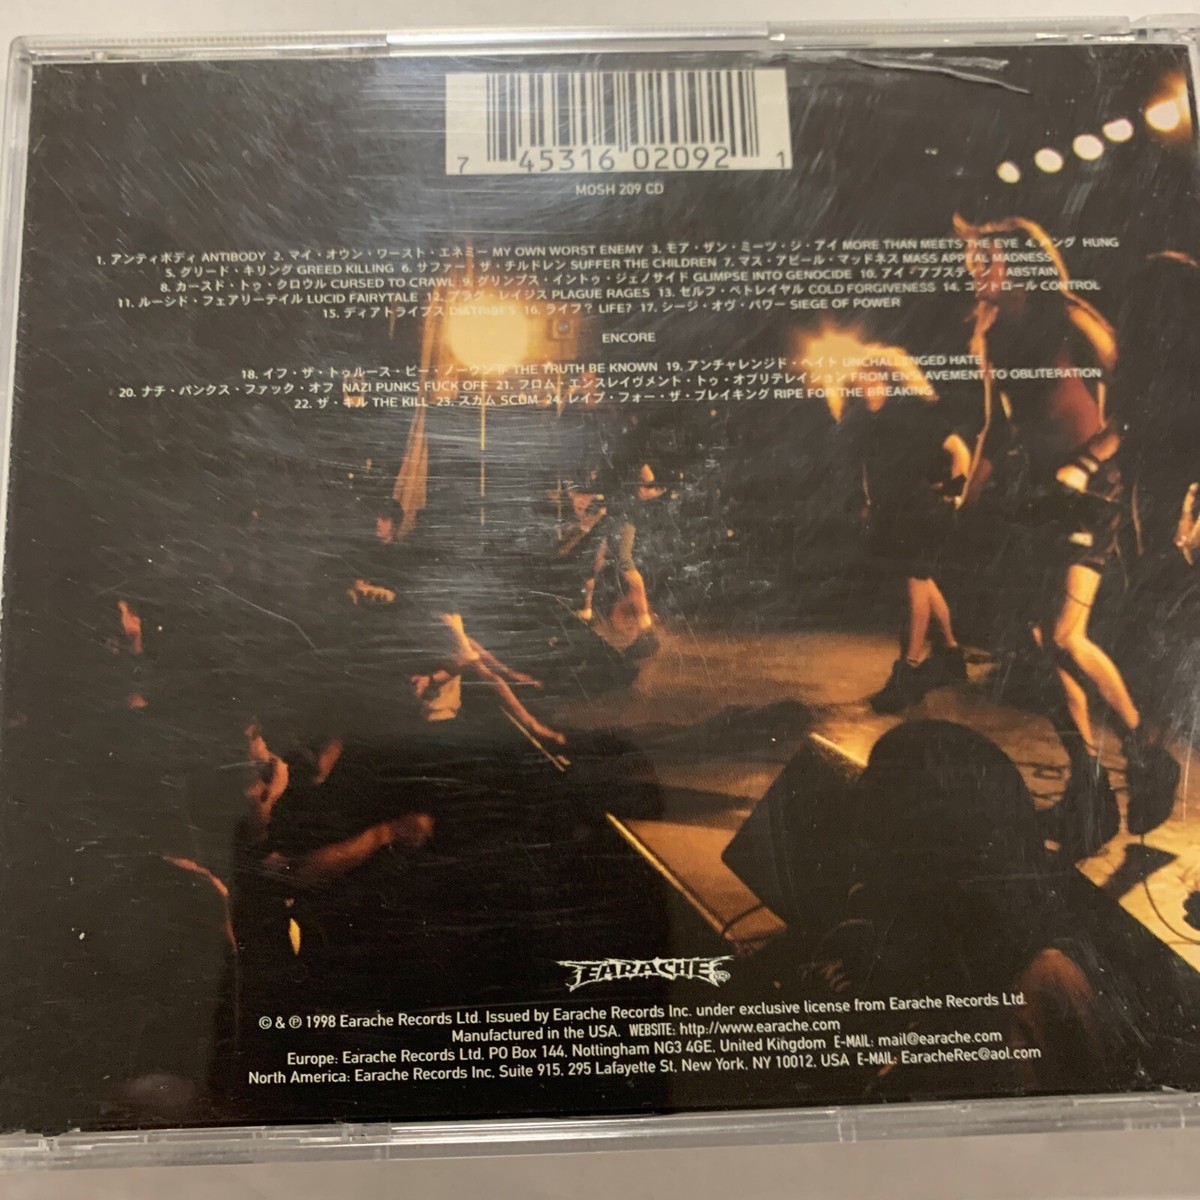 7 45316 02092 1
MOSH 209 CD
1. アンティボディ ANTIBODY 2. マイ・オウン・ワースト・エネミー MY OWN WORST ENEMY 3. モア・ザン・ミーツ・ジ・アイ MORE THAN MEETS THE EYE 4. ハング HUNG
5. グリード・キリング GREED KILLING 6. サファー・ザ・チルドレン SUFFER THE CHILDREN 7. マス・アピール・マッドネス MASS APPEAL MADNESS
8. カースド・トゥ・クロウル CURSED TO CRAWL 9. グリンプス・イントゥ・ジェノサイド GLIMPSE INTO GENOCIDE 10. アイ・アブスティン I ABSTAIN
11. ルーシド・フェアリーテイル LUCID FAIRYTALE 12. プラグ・レイジス PLAGUE RAGES 13. セルフ・ベトレイヤル COLD FORGIVENESS 14. コントロール CONTROL
15. ディアトライブス DIATRIBES 16. ライフ? LIFE? 17. シージ・オヴ・パワー SIEGE OF POWER
ENCORE
18. イフ・ザ・トゥルース・ビー・ノーウン IF THE TRUTH BE KNOWN 19. アンチャレンジド・ヘイト UNCHALLENGED HATE
20. ナチ・パンクス・ファック・オフ NAZI PUNKS FUCK OFF 21. フロム・エンスレイヴメント・トゥ・オブリテレイション FROM ENSLAVEMENT TO OBLITERATION
22. ザ・キル THE KILL 23. スカム SCUM 24. レイプ・フォー・ザ・ブレイキング RIPE FOR THE BREAKING
EARACHE
© & ℗ 1998 Earache Records Ltd. Issued by Earache Records Inc. under exclusive license from Earache Records Ltd.
Manufactured in the USA. WEBSITE: http://www.earache.com
Europe: Earache Records Ltd, PO Box 144, Nottingham NG3 4GE, United Kingdom E-MAIL: mail@earache.com
North America: Earache Records Inc, Suite 915, 295 Lafayette St, New York, NY 10012, USA E-MAIL: EaracheRec@aol.com